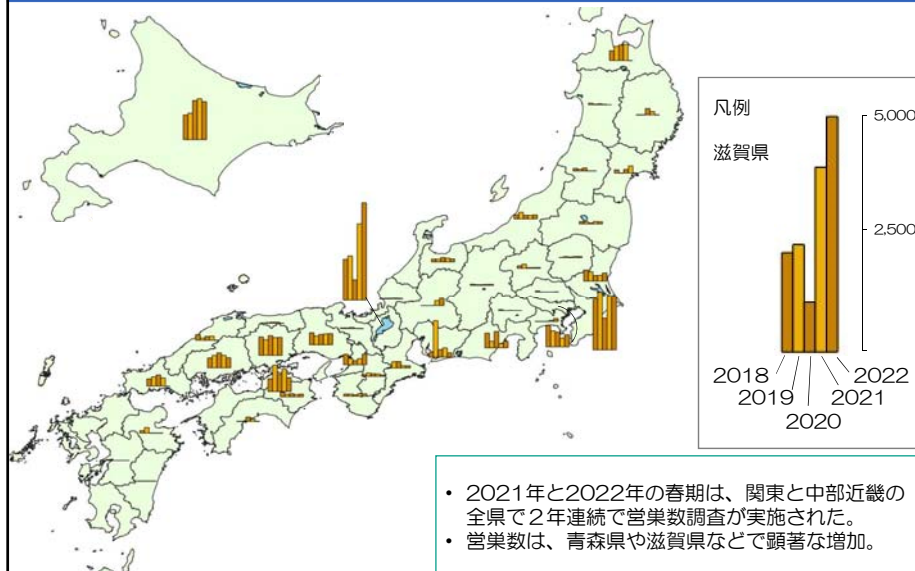 凡例
滋賀県
5,000
2,500
2018
2019
2020
2021
2022
• 2021年と2022年の春期は、関東と中部近畿の
全県で２年連続で営巣数調査が実施された。
• 営巣数は、青森県や滋賀県などで顕著な増加。